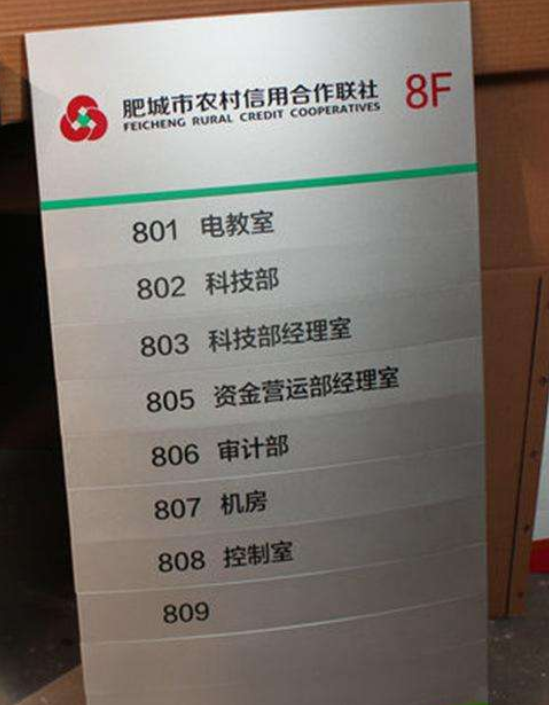 肥城市农村信用合作联社 8F
FEICHENG RURAL CREDIT COOPERATIVES
801 电教室
802 科技部
803 科技部经理室
805 资金营运部经理室
806 审计部
807 机房
808 控制室
809